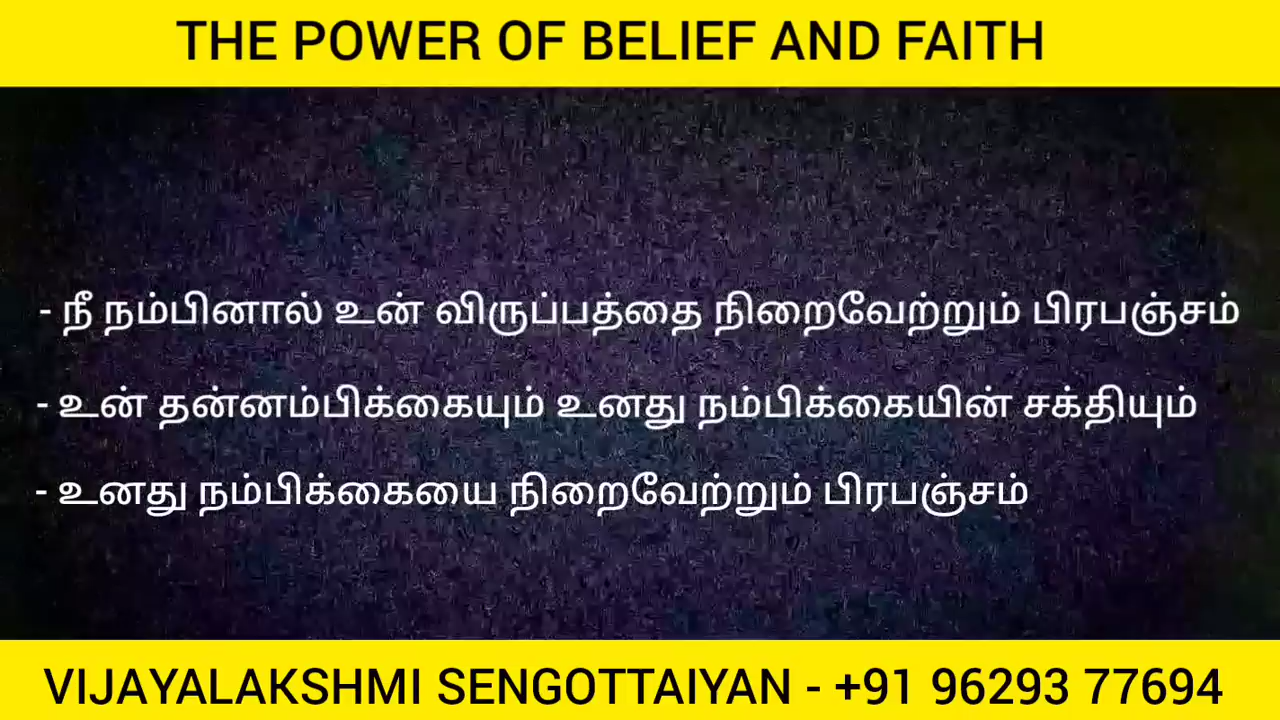 THE POWER OF BELIEF AND FAITH
- நீ நம்பினால் உன் விருப்பத்தை நிறைவேற்றும் பிரபஞ்சம்
- உன் தன்னம்பிக்கையும் உனது நம்பிக்கையின் சக்தியும்
- உனது நம்பிக்கையை நிறைவேற்றும் பிரபஞ்சம்
VIJAYALAKSHMI SENGOTTAIYAN - +91 96293 77694